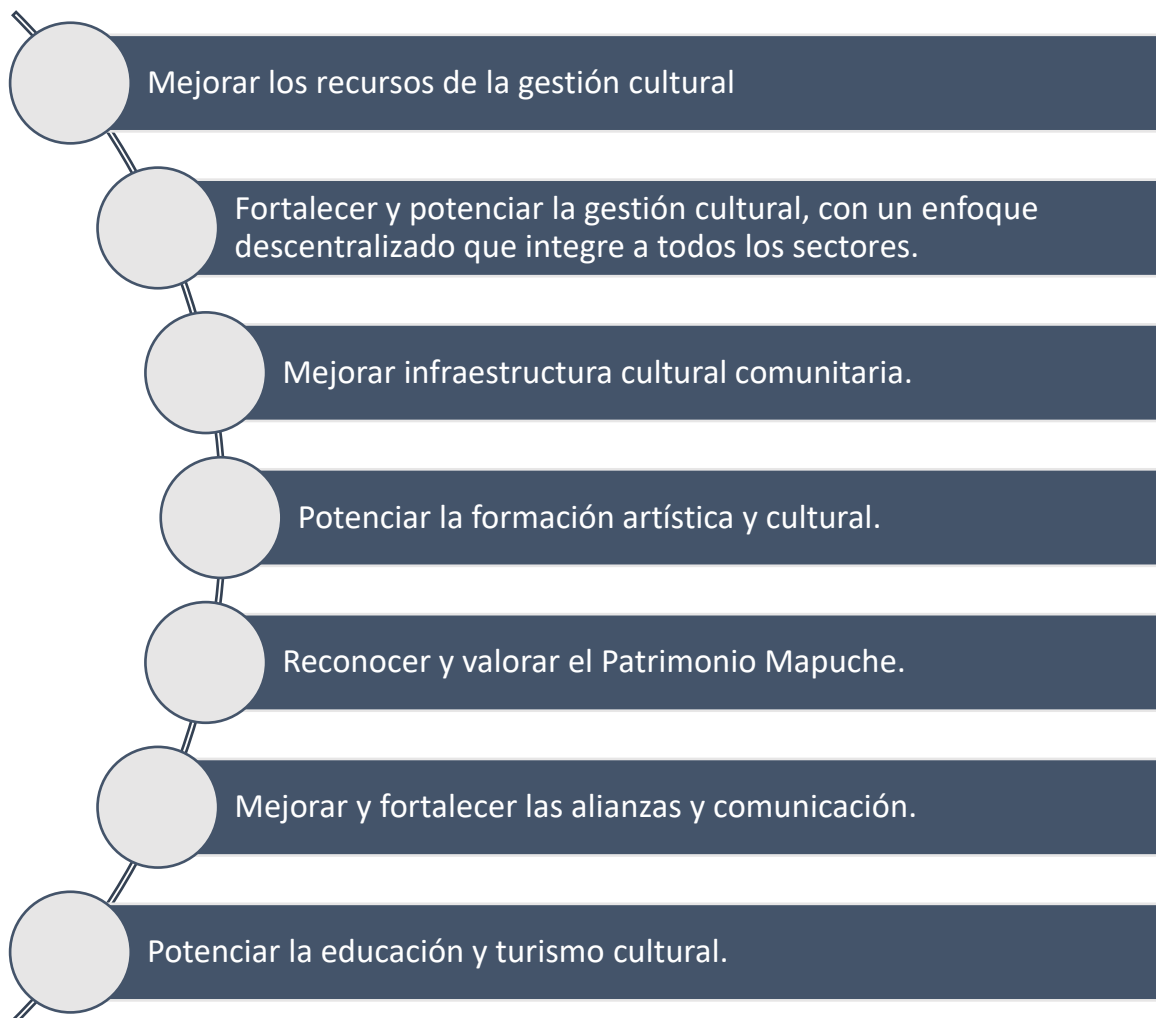 Mejorar los recursos de la gestión cultural
Fortalecer y potenciar la gestión cultural, con un enfoque
descentralizado que integre a todos los sectores.
Mejorar infraestructura cultural comunitaria.
Potenciar la formación artística y cultural.
Reconocer y valorar el Patrimonio Mapuche.
Mejorar y fortalecer las alianzas y comunicación.
Potenciar la educación y turismo cultural.